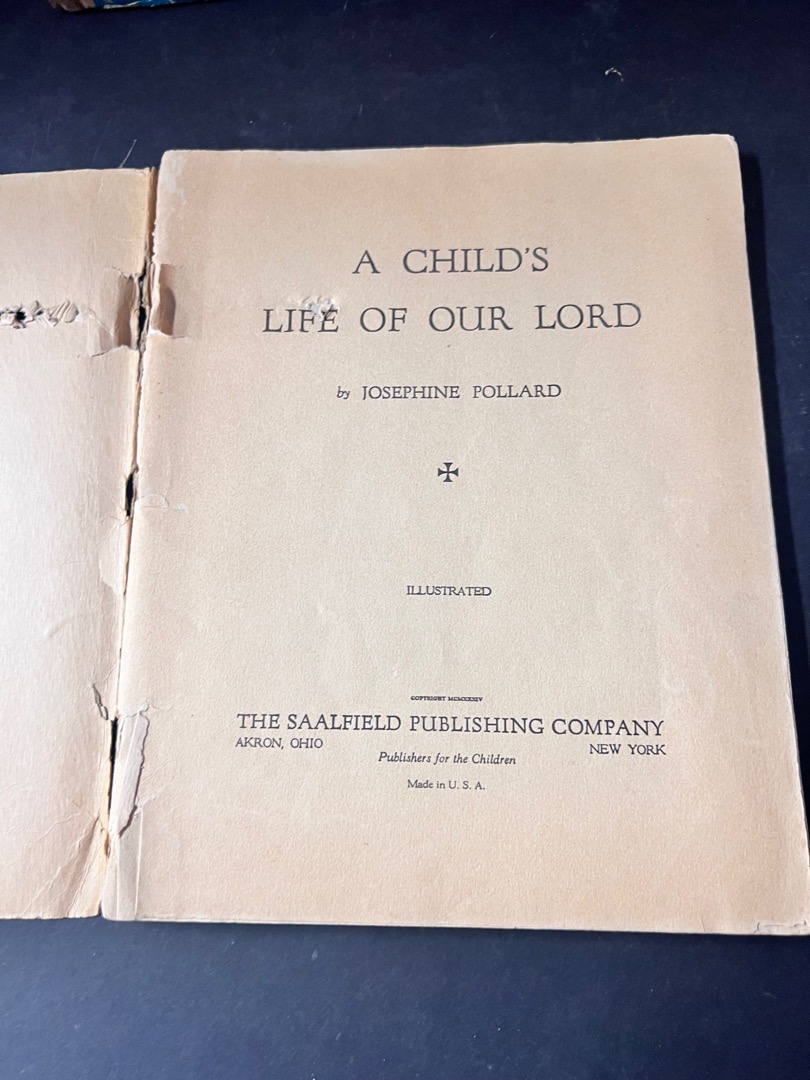 A CHILD'S
LIFE OF OUR LORD
by JOSEPHINE POLLARD
ILLUSTRATED
COPYRIGHT MCMXXXIV
THE SAALFIELD PUBLISHING COMPANY
AKRON, OHIO NEW YORK
Publishers for the Children
Made in U. S. A.